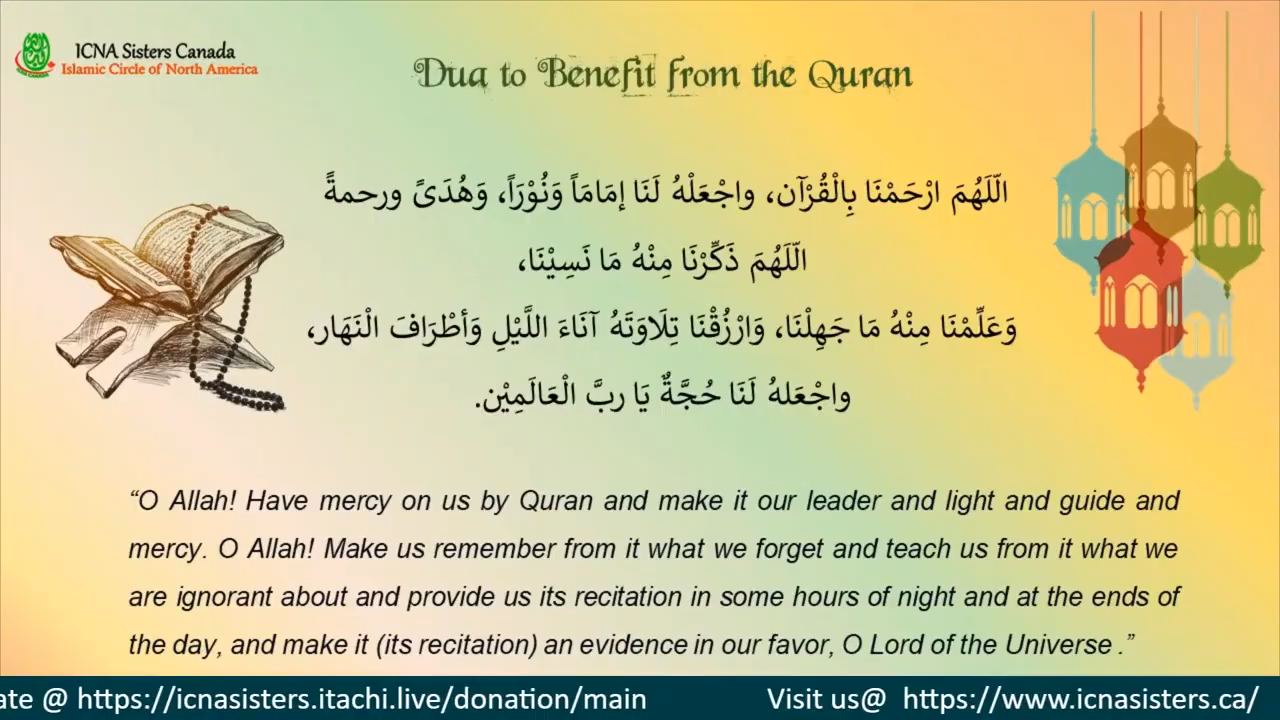 ICNA Sisters Canada
Islamic Circle of North America
Dua to Benefit from the Quran
الّلَهُمَ ارْحَمْنَا بِالْقُرْآن، واجْعَلْهُ لَنَا إمَامَاً وَنُوْرَاً، وَهُدَىً ورحمةً
الّلَهُمَ ذَكِّرْنَا مِنْهُ مَا نَسِيْنَا،
وَعَلِّمْنَا مِنْهُ مَا جَهِلْنَا، وَارْزُقْنَا تِلَاوَتَهُ آنَاءَ اللَّيْلِ وَأطْرَافَ الْنَهَار،
واجْعَلهُ لَنَا حُجَّةٌ يَا ربَّ الْعَالَمِيْن.
“O Allah! Have mercy on us by Quran and make it our leader and light and guide and
mercy. O Allah! Make us remember from it what we forget and teach us from it what we
are ignorant about and provide us its recitation in some hours of night and at the ends of
the day, and make it (its recitation) an evidence in our favor, O Lord of the Universe .”
ate @ https://icnasisters.itachi.live/donation/main Visit us@ https://www.icnasisters.ca/